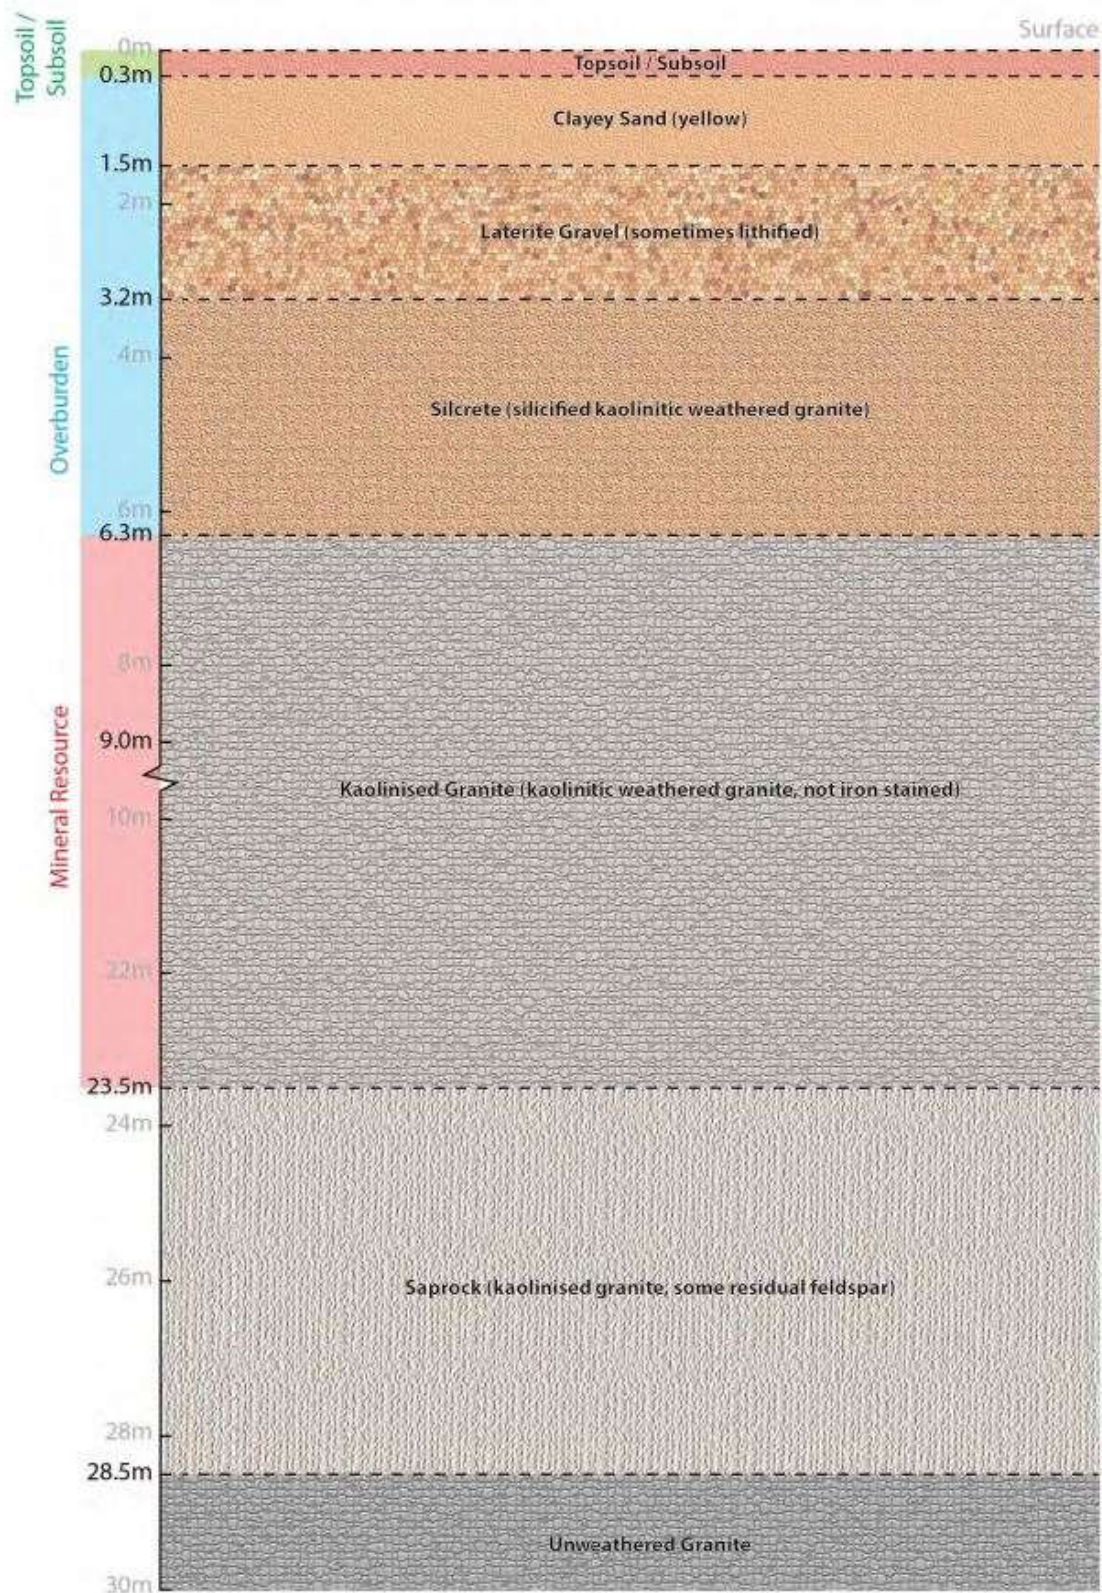 Surface
Topsoil /
Subsoil
0m
Topsoil / Subsoil
0.3m
Clayey Sand (yellow)
1.5m
2m
Laterite Gravel (sometimes lithified)
3.2m
Overburden
4m
Silcrete (silicified kaolinitic weathered granite)
6m
6.3m
8m
Mineral Resource
9.0m
Kaolinised Granite (kaolinitic weathered granite, not iron stained)
10m
22m
23.5m
24m
26m
Saprock (kaolinised granite, some residual feldspar)
28m
28.5m
Unweathered Granite
30m